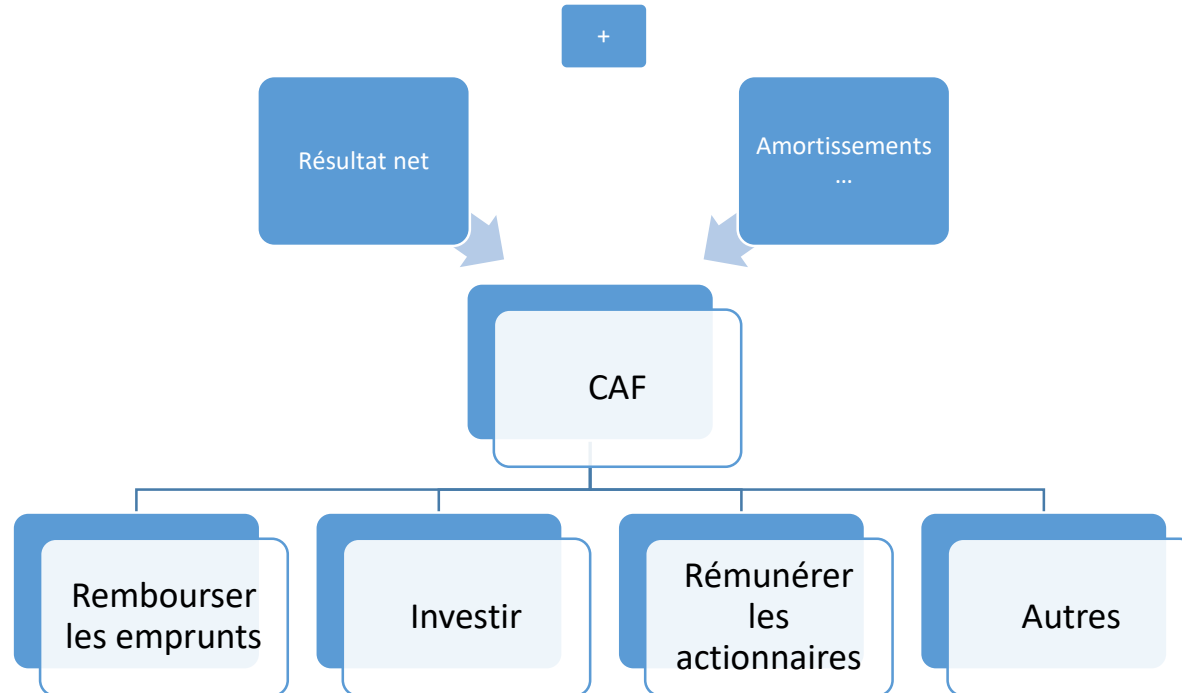 +
Résultat net
Amortissements
...
CAF
Rembourser
les emprunts
Investir
Rémunérer
les
actionnaires
Autres